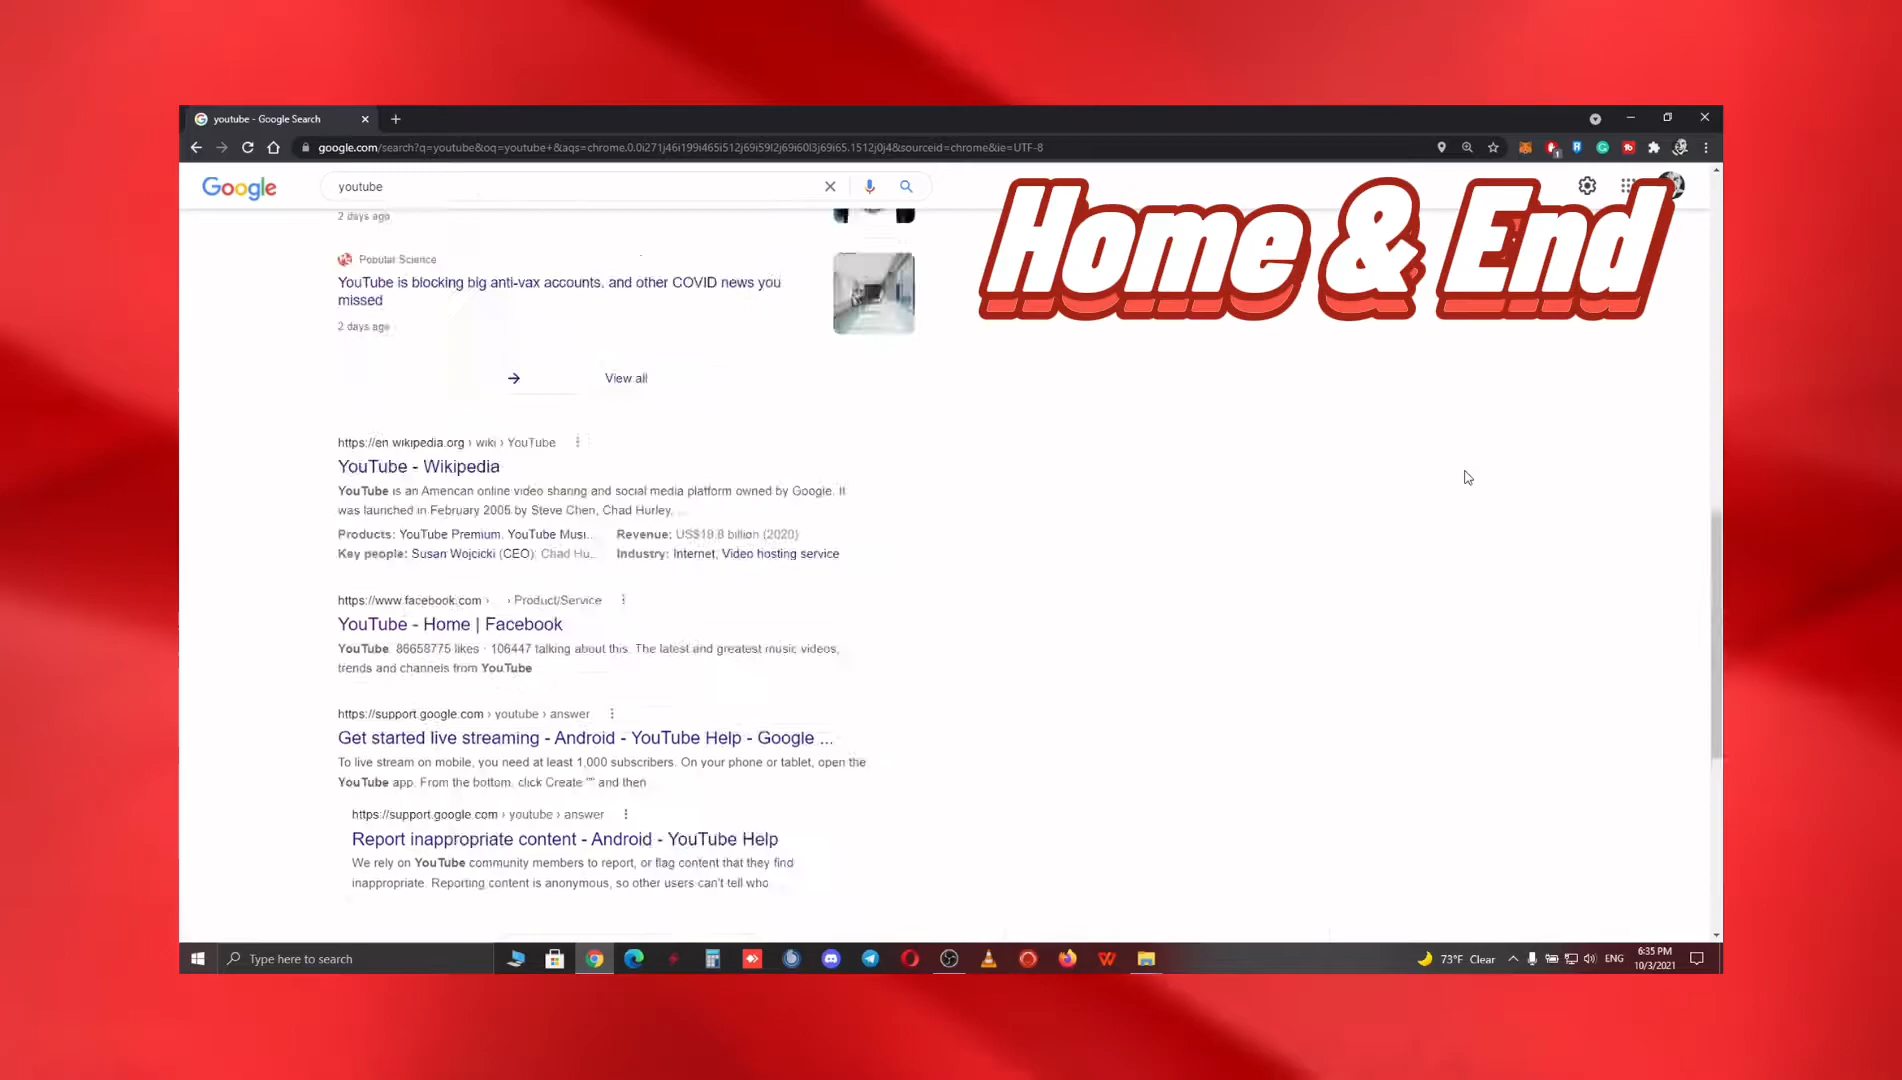 youtube - Google Search
google.com/search?q=youtube&oq=youtube+&aqs=chrome.0.0i271j46i199i465i512j69i59l2j69i60l3j69i65.1512j0j4&sourceid=chrome&ie=UTF-8
Google
youtube
Home & End
2 days ago
Popular Science
YouTube is blocking big anti-vax accounts, and other COVID news you
missed
2 days ago
View all
https://en.wikipedia.org › wiki › YouTube
YouTube - Wikipedia
YouTube is an American online video sharing and social media platform owned by Google. It
was launched in February 2005 by Steve Chen, Chad Hurley,
Products: YouTube Premium, YouTube Musi... Revenue: US$19.8 billion (2020)
Key people: Susan Wojcicki (CEO); Chad Hu... Industry: Internet, Video hosting service
https://www.facebook.com › › Product/Service
YouTube - Home | Facebook
YouTube. 86658775 likes · 106447 talking about this. The latest and greatest music videos,
trends and channels from YouTube
https://support.google.com › youtube › answer
Get started live streaming - Android - YouTube Help - Google ...
To live stream on mobile, you need at least 1,000 subscribers. On your phone or tablet, open the
YouTube app. From the bottom, click Create "" and then
https://support.google.com › youtube › answer
Report inappropriate content - Android - YouTube Help
We rely on YouTube community members to report, or flag content that they find
inappropriate. Reporting content is anonymous, so other users can't tell who
Type here to search
73°F Clear
ENG
6:35 PM
10/3/2021